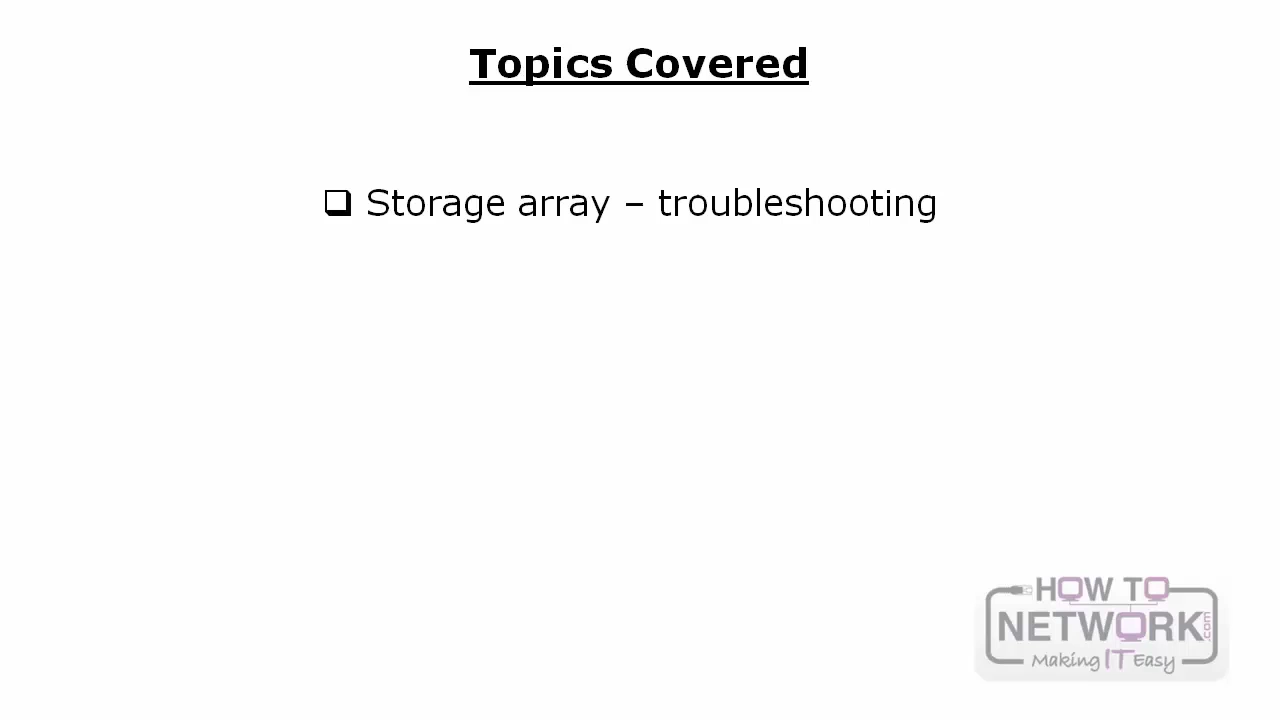 Topics Covered
❑ Storage array – troubleshooting
HOW TO
NETWORK.com
Making IT Easy